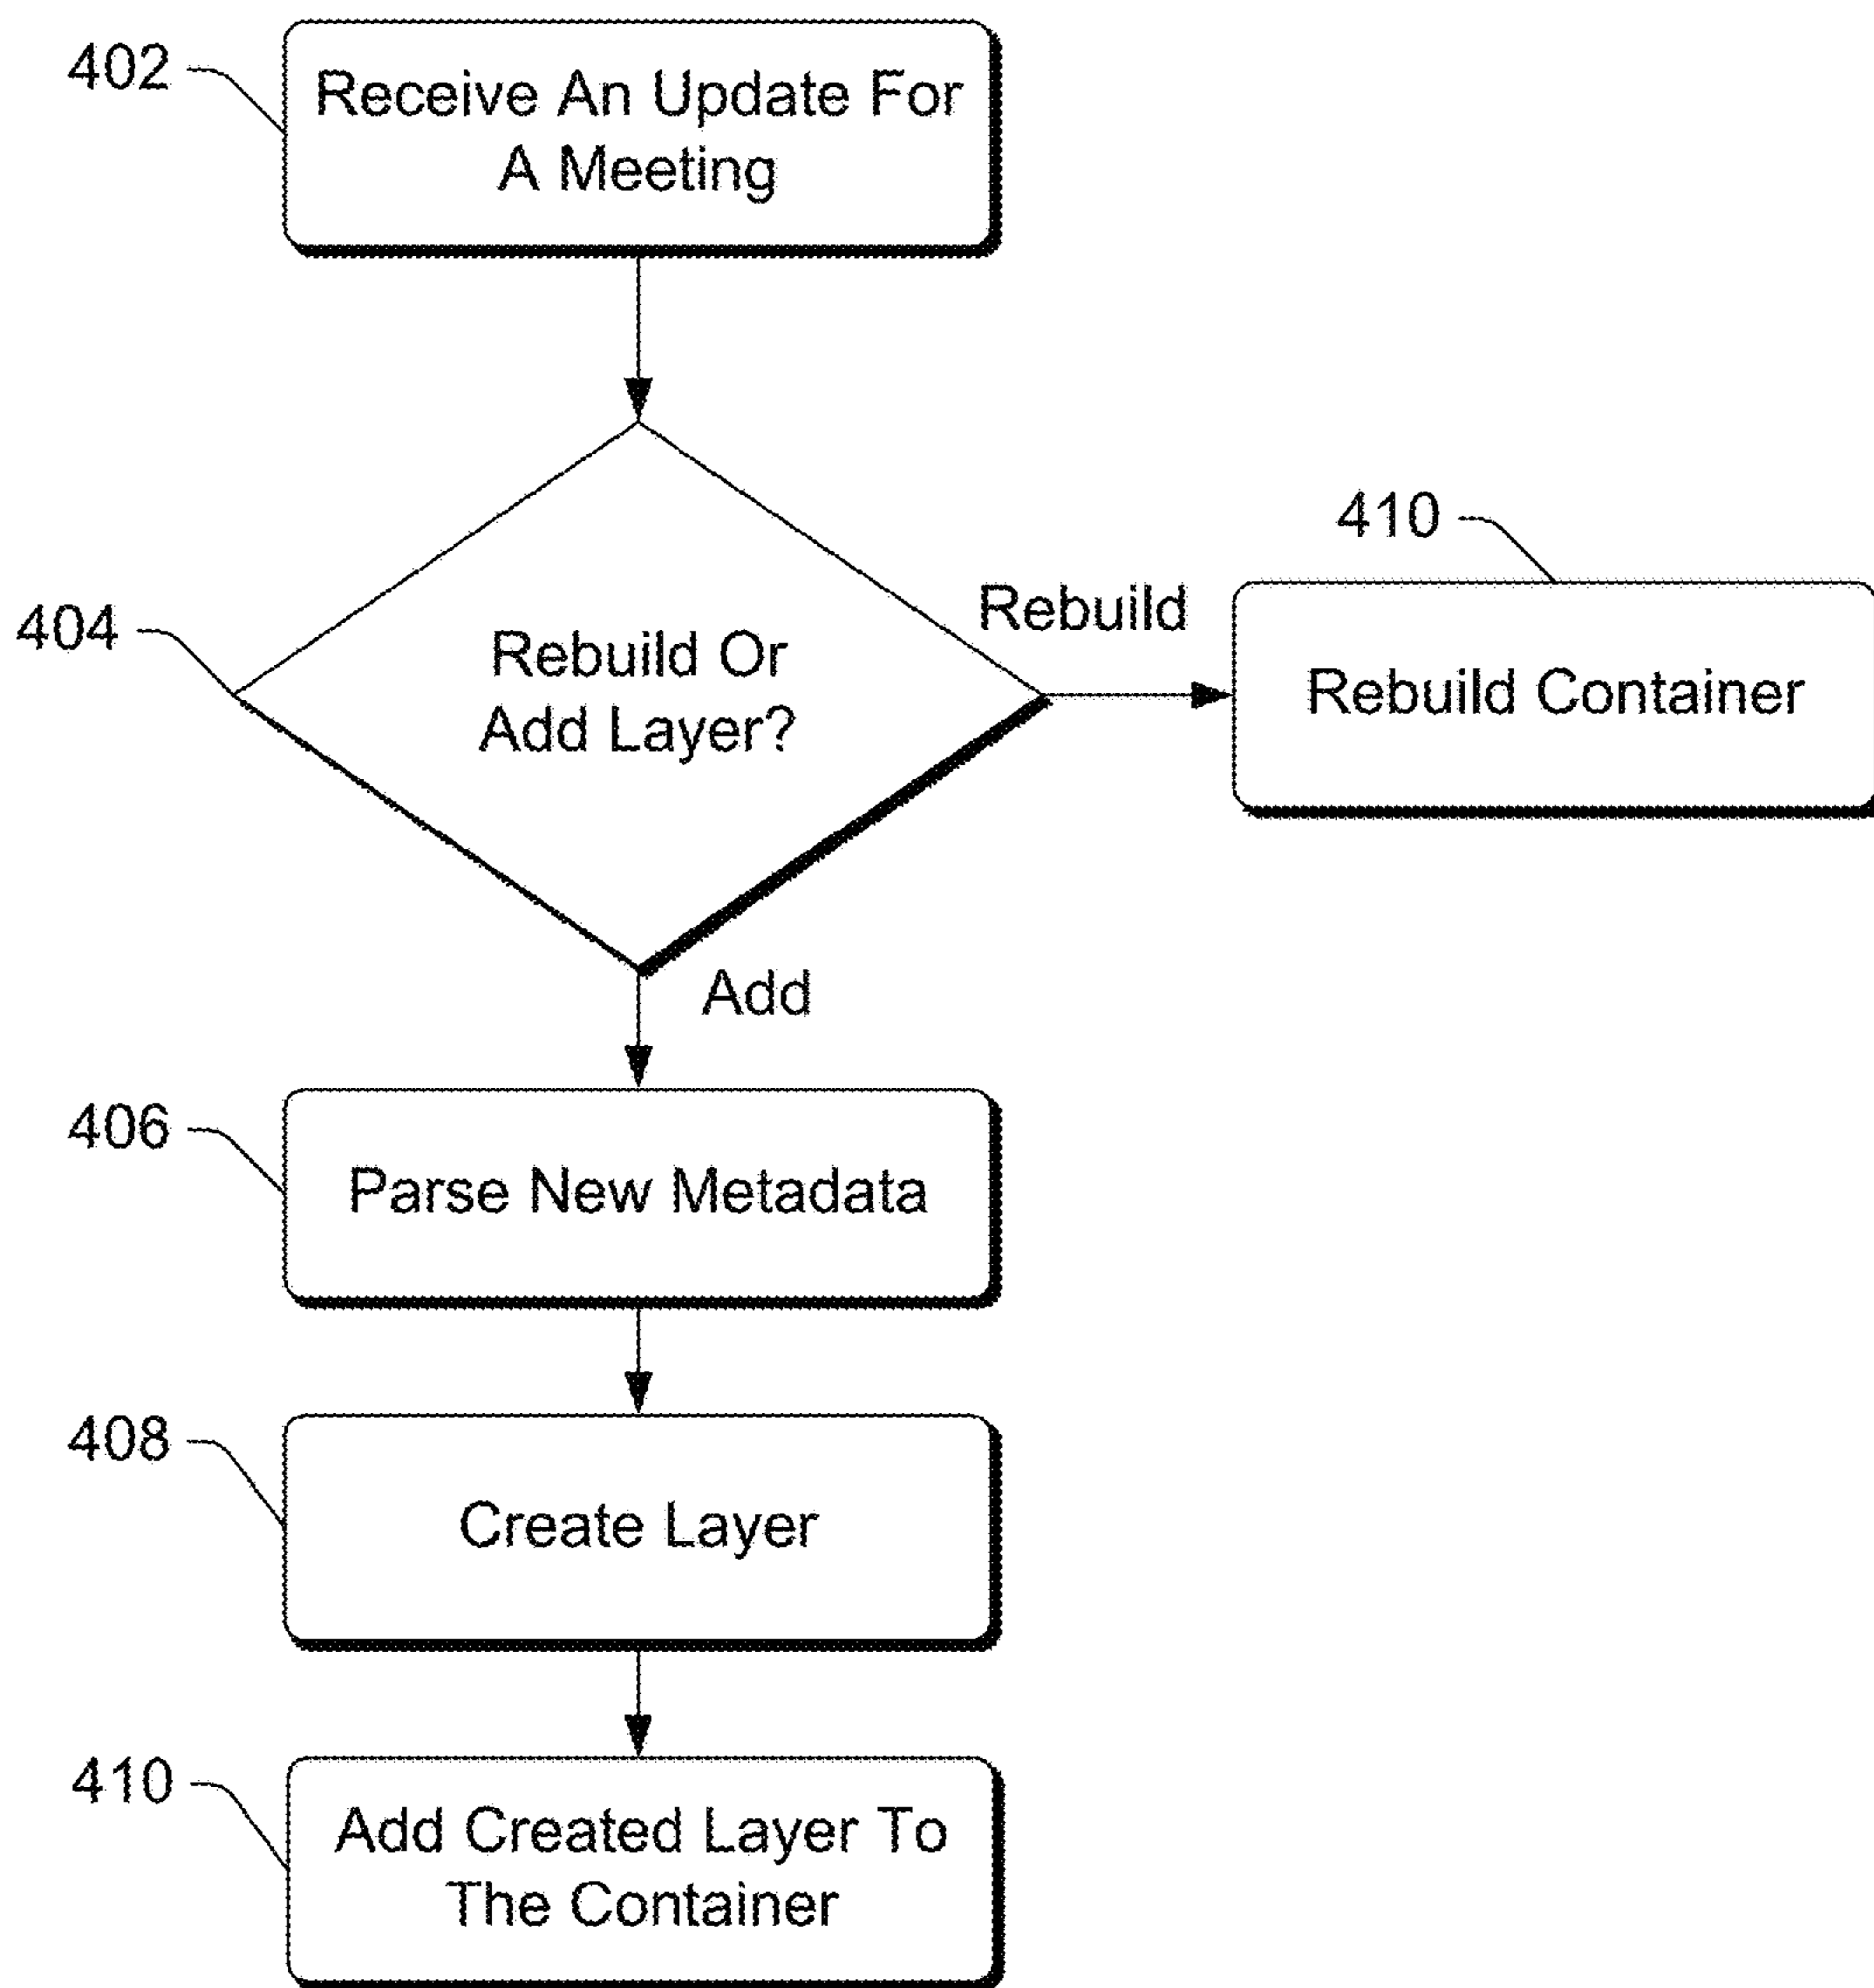 402
Receive An Update For
A Meeting
404
Rebuild Or
Add Layer?
Rebuild
410
Rebuild Container
Add
406
Parse New Metadata
408
Create Layer
410
Add Created Layer To
The Container